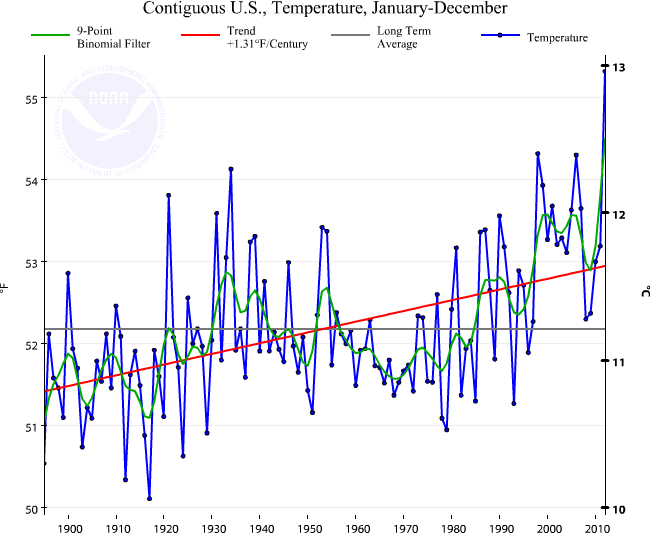 Contiguous U.S., Temperature, January-December
9-Point
Binomial Filter
Trend
+1.31°F/Century
Long Term
Average
Temperature
NOAA
55
54
53
52
51
50
°F
13
12
11
10
°C
1900 1910 1920 1930 1940 1950 1960 1970 1980 1990 2000 2010